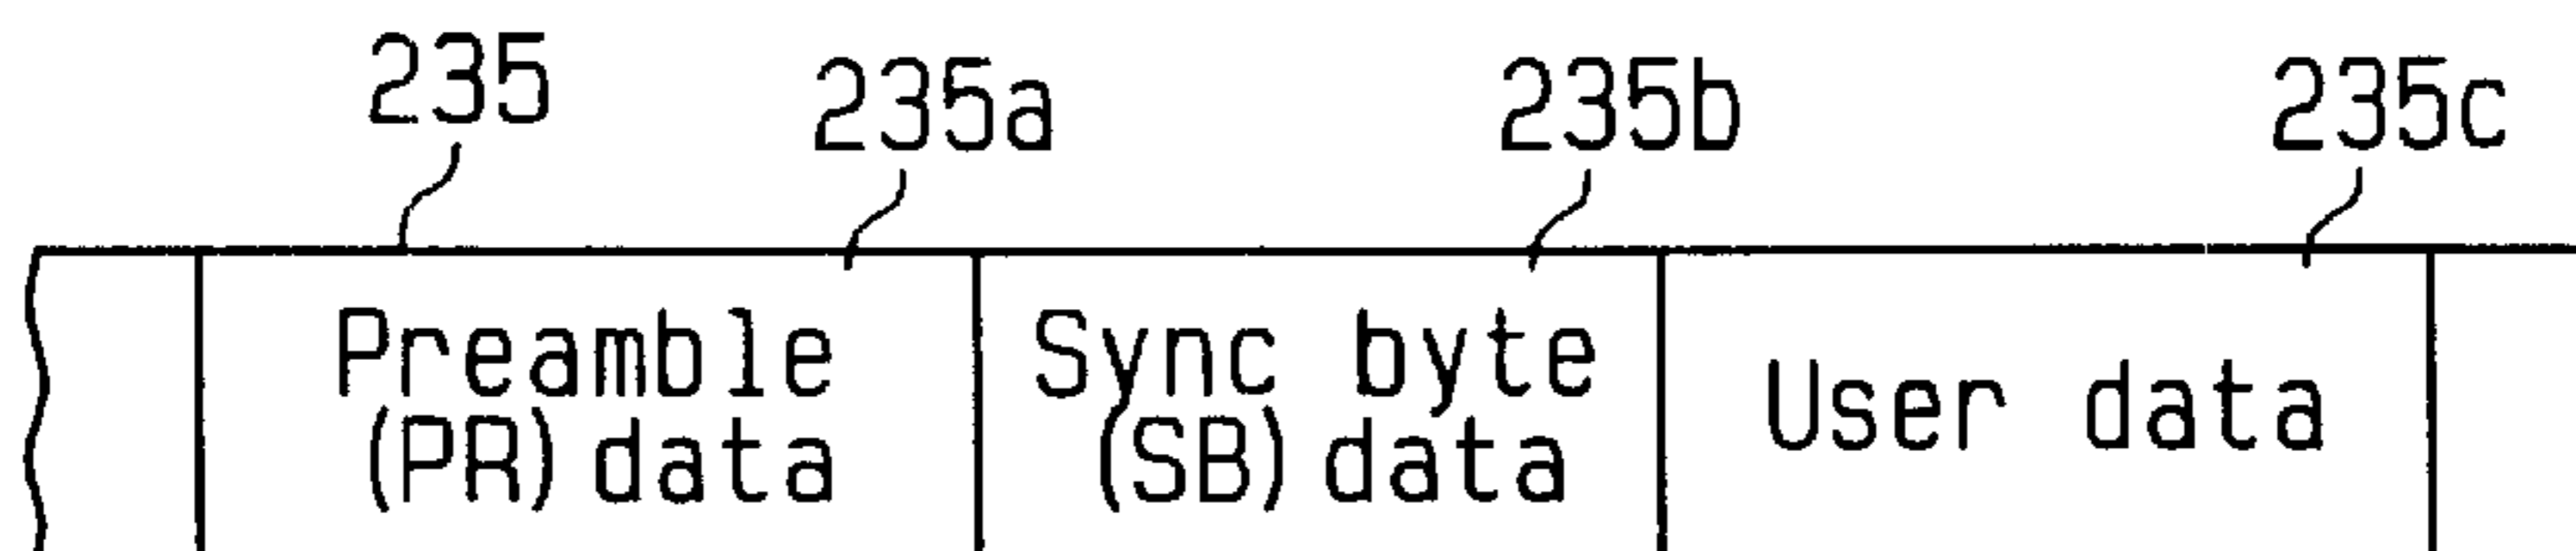 235
235a
235b
235c
Preamble
(PR) data
Sync byte
(SB) data
User data